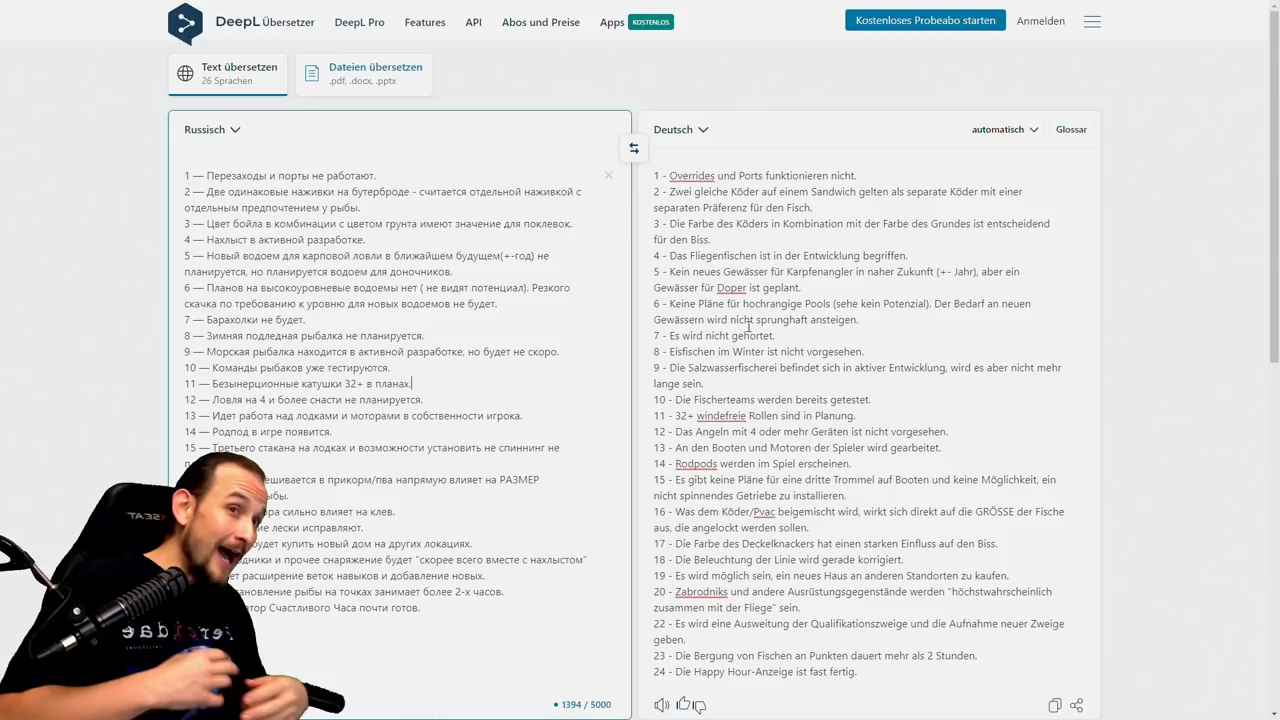 DeepL Übersetzer
DeepL Pro
Features
API
Abos und Preise
Apps KOSTENLOS
Kostenloses Probeabo starten
Anmelden
Text übersetzen
26 Sprachen
Dateien übersetzen
.pdf, .docx, .pptx
Russisch
1 — Перезаходы и порты не работают.
2 — Две одинаковые наживки на бутерброде - считается отдельной наживкой с
отдельным предпочтением у рыбы.
3 — Цвет бойла в комбинации с цветом грунта имеют значение для поклевок.
4 — Нахлыст в активной разработке.
5 — Новый водоем для карповой ловли в ближайшем будущем(+-год) не
планируется, но планируется водоем для доночников.
6 — Планов на высокоуровневые водоемы нет ( не видят потенциал). Резкого
скачка по требованию к уровню для новых водоемов не будет.
7 — Барахолки не будет.
8 — Зимняя подледная рыбалка не планируется.
9 — Морская рыбалка находится в активной разработке, но будет не скоро.
10 — Команды рыбаков уже тестируются.
11 — Безынерционные катушки 32+ в планах.
12 — Ловля на 4 и более снасти не планируется.
13 — Идет работа над лодками и моторами в собственности игрока.
14 — Родпод в игре появится.
15 — Третьего стакана на лодках и возможности установить не спиннинг не
в прикорм/пва напрямую влияет на РАЗМЕР
сильно влияет на клев.
лески исправляют.
купить новый дом на других локациях.
и прочее снаряжение будет "скорее всего вместе с нахлыстом"
расширение веток навыков и добавление новых.
рыбы на точках занимает более 2-х часов.
Счастливого Часа почти готов.
1394 / 5000
Deutsch
automatisch
Glossar
1 - Overrides und Ports funktionieren nicht.
2 - Zwei gleiche Köder auf einem Sandwich gelten als separate Köder mit einer
separaten Präferenz für den Fisch.
3 - Die Farbe des Köders in Kombination mit der Farbe des Grundes ist entscheidend
für den Biss.
4 - Das Fliegenfischen ist in der Entwicklung begriffen.
5 - Kein neues Gewässer für Karpfenangler in naher Zukunft (+- Jahr), aber ein
Gewässer für Doper ist geplant.
6 - Keine Pläne für hochrangige Pools (sehe kein Potenzial). Der Bedarf an neuen
Gewässern wird nicht sprunghaft ansteigen.
7 - Es wird nicht gehortet.
8 - Eisfischen im Winter ist nicht vorgesehen.
9 - Die Salzwasserfischerei befindet sich in aktiver Entwicklung, wird es aber nicht mehr
lange sein.
10 - Die Fischerteams werden bereits getestet.
11 - 32+ windefreie Rollen sind in Planung.
12 - Das Angeln mit 4 oder mehr Geräten ist nicht vorgesehen.
13 - An den Booten und Motoren der Spieler wird gearbeitet.
14 - Rodpods werden im Spiel erscheinen.
15 - Es gibt keine Pläne für eine dritte Trommel auf Booten und keine Möglichkeit, ein
nicht spinnendes Getriebe zu installieren.
16 - Was dem Köder/Pvac beigemischt wird, wirkt sich direkt auf die GRÖSSE der Fische
aus, die angelockt werden sollen.
17 - Die Farbe des Deckelknackers hat einen starken Einfluss auf den Biss.
18 - Die Beleuchtung der Linie wird gerade korrigiert.
19 - Es wird möglich sein, ein neues Haus an anderen Standorten zu kaufen.
20 - Zabrodniks und andere Ausrüstungsgegenstände werden "höchstwahrscheinlich
zusammen mit der Fliege" sein.
22 - Es wird eine Ausweitung der Qualifikationszweige und die Aufnahme neuer Zweige
geben.
23 - Die Bergung von Fischen an Punkten dauert mehr als 2 Stunden.
24 - Die Happy Hour-Anzeige ist fast fertig.